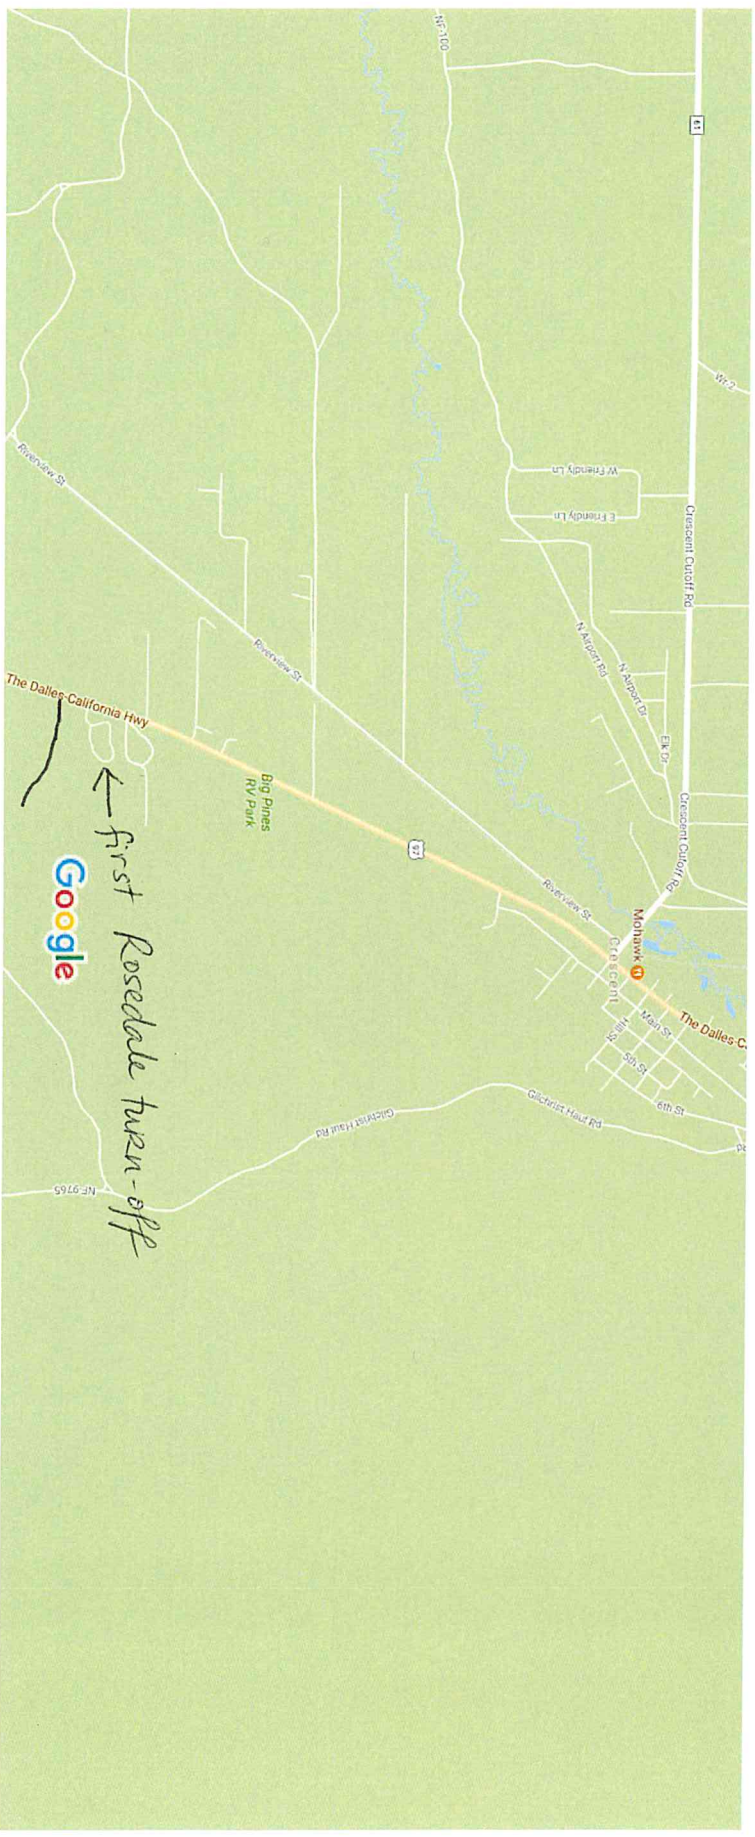 NF-100
61
Wr-2
W Friendly Ln
E Friendly Ln
Crescent Cutoff Rd
N Airport Rd
N Airport Dr
Elk Dr
Crescent Cutoff Rd
Riverview St
Riverview St
Riverview St
The Dalles-California Hwy
Big Pines
RV Park
97
Mohawk
Crescent
The Dalles-C
Main St
Hill St
5th St
6th St
Gilchrist Haul Rd
Gilchrist Haul Rd
Rd
NF-9765
← first Rosedale turn-off
Google